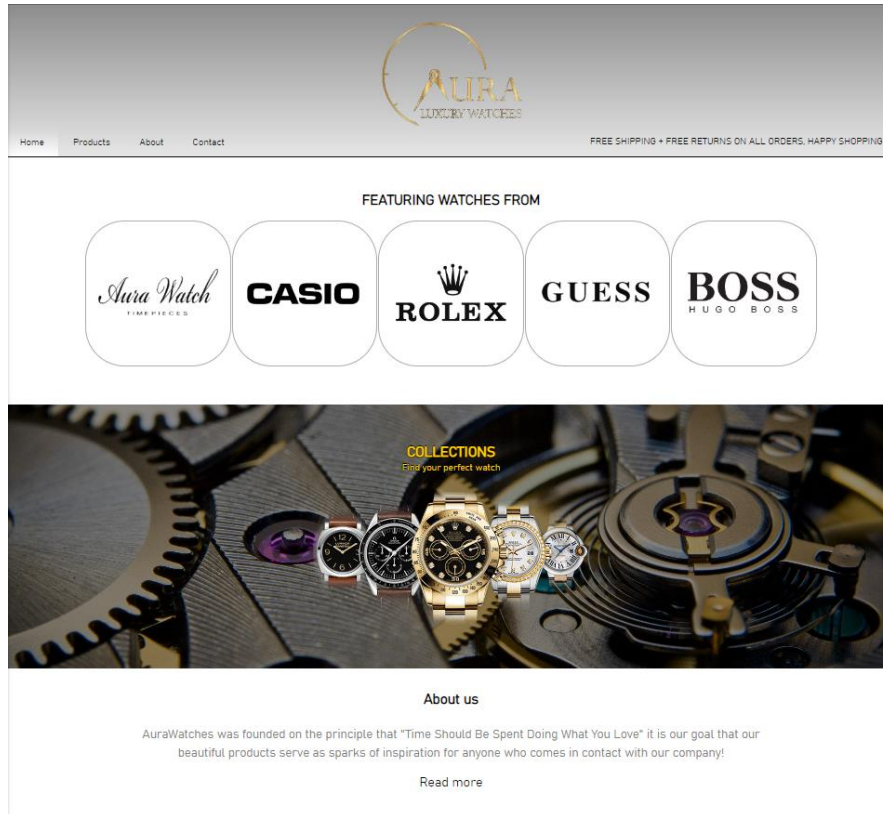 AURA
LUXURY WATCHES
Home Products About Contact FREE SHIPPING + FREE RETURNS ON ALL ORDERS, HAPPY SHOPPING
FEATURING WATCHES FROM
Aura Watch
TIMEPIECES
CASIO
ROLEX
GUESS
BOSS
HUGO BOSS
COLLECTIONS
Find your perfect watch
About us
AuraWatches was founded on the principle that "Time Should Be Spent Doing What You Love" it is our goal that our
beautiful products serve as sparks of inspiration for anyone who comes in contact with our company!
Read more